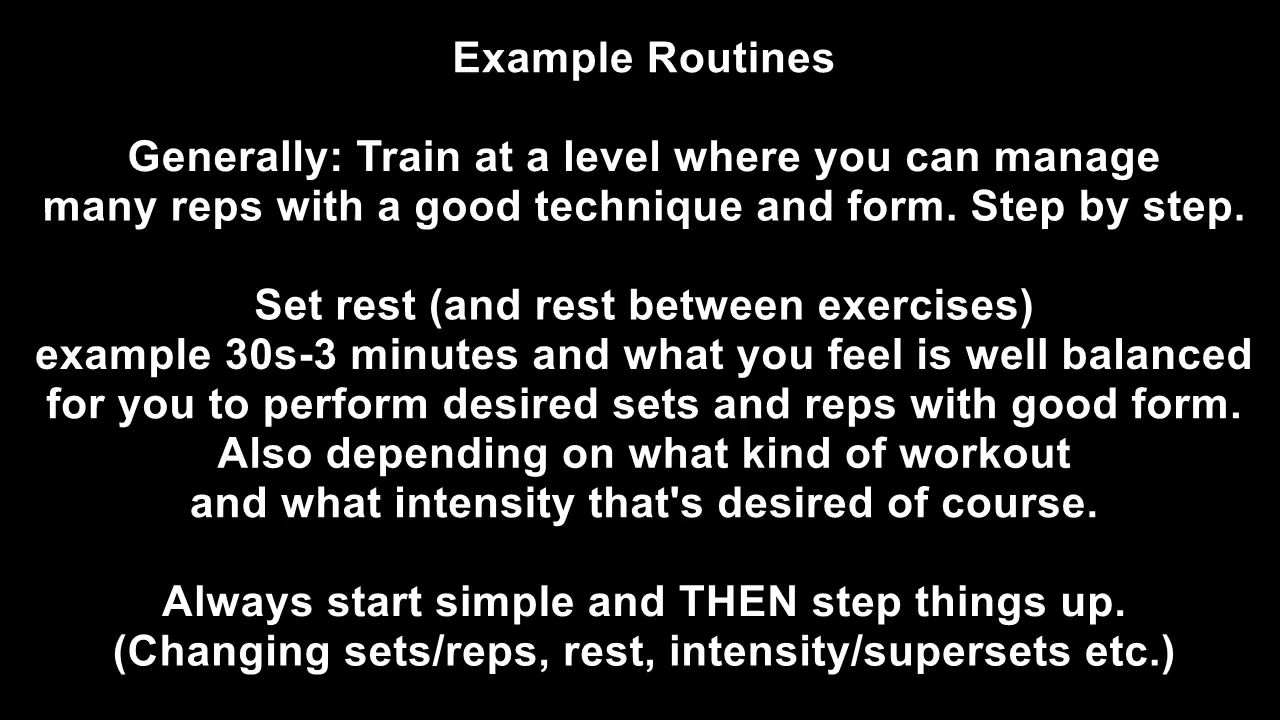 Example Routines
Generally: Train at a level where you can manage
many reps with a good technique and form. Step by step.
Set rest (and rest between exercises)
example 30s-3 minutes and what you feel is well balanced
for you to perform desired sets and reps with good form.
Also depending on what kind of workout
and what intensity that's desired of course.
Always start simple and THEN step things up.
(Changing sets/reps, rest, intensity/supersets etc.)